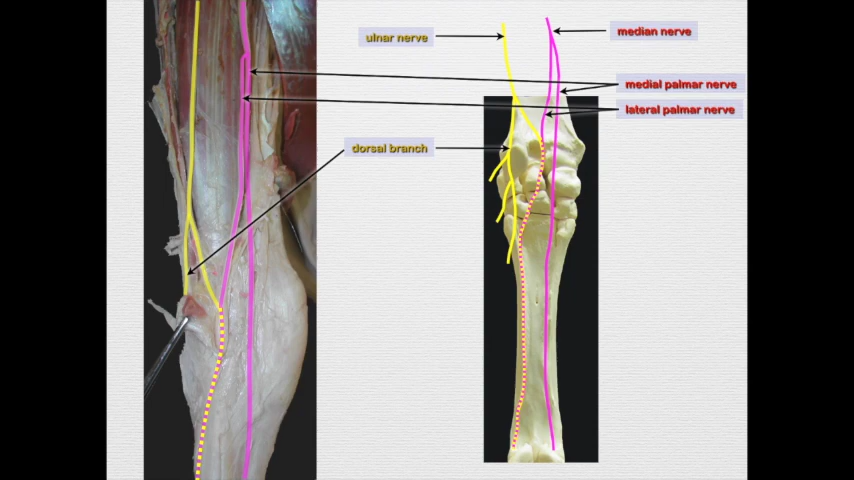 ulnar nerve
median nerve
medial palmar nerve
lateral palmar nerve
dorsal branch